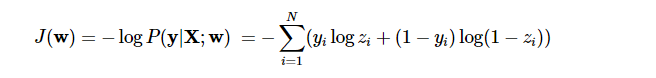 J(w) = − log P(y|X; w) = − ∑_{i=1}^{N} (y_i log z_i + (1 − y_i) log(1 − z_i))